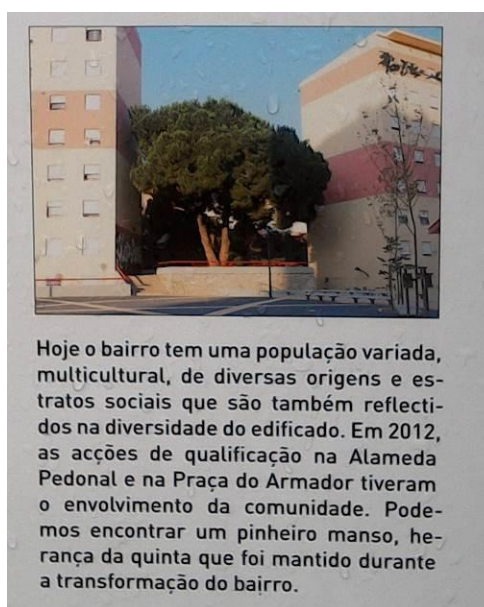 Hoje o bairro tem uma população variada,
multicultural, de diversas origens e es-
tratos sociais que são também reflecti-
dos na diversidade do edificado. Em 2012,
as acções de qualificação na Alameda
Pedonal e na Praça do Armador tiveram
o envolvimento da comunidade. Pode-
mos encontrar um pinheiro manso, he-
rança da quinta que foi mantido durante
a transformação do bairro.